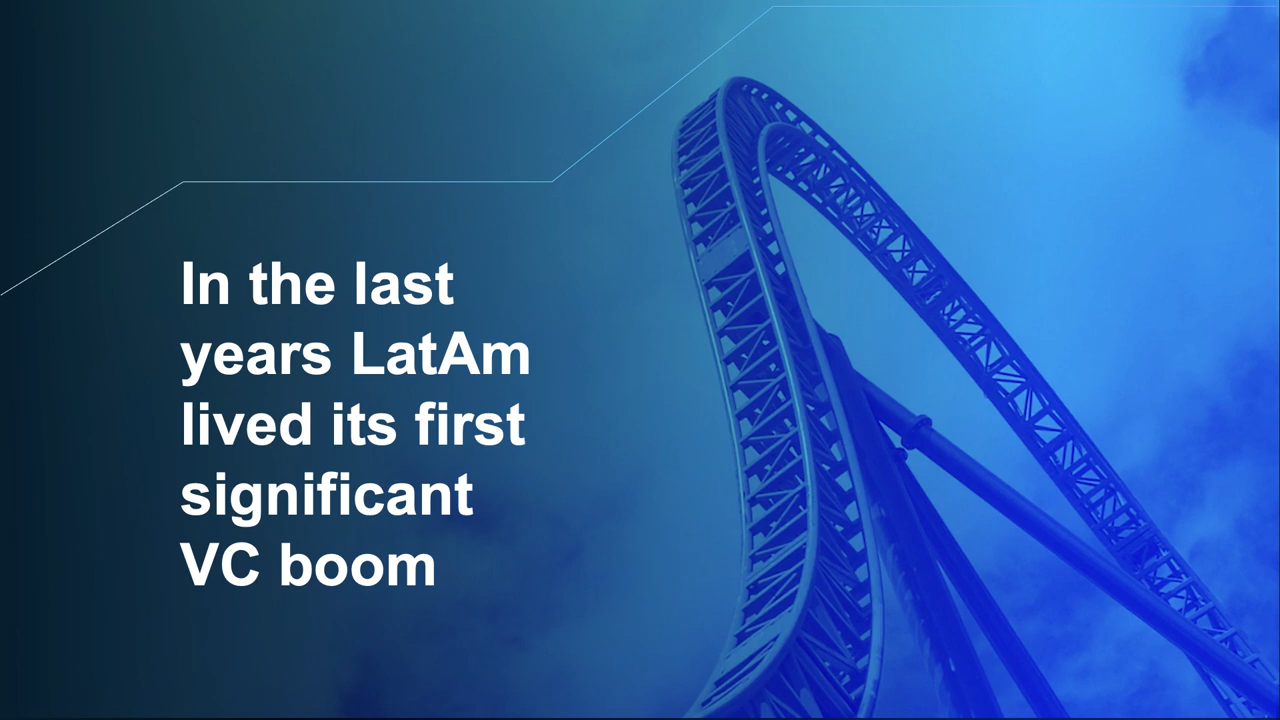 In the last
years LatAm
lived its first
significant
VC boom